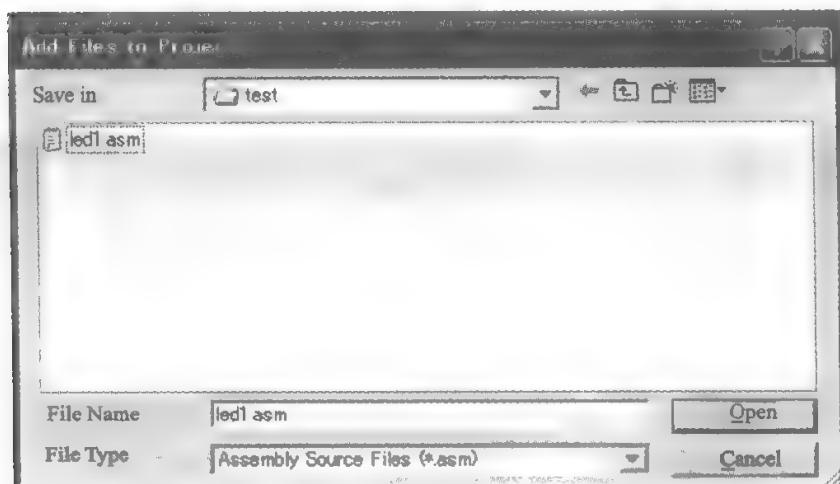 Add Files to Project
Save in
test
led1 asm
File Name
led1 asm
Open
File Type
Assembly Source Files (*.asm)
Cancel